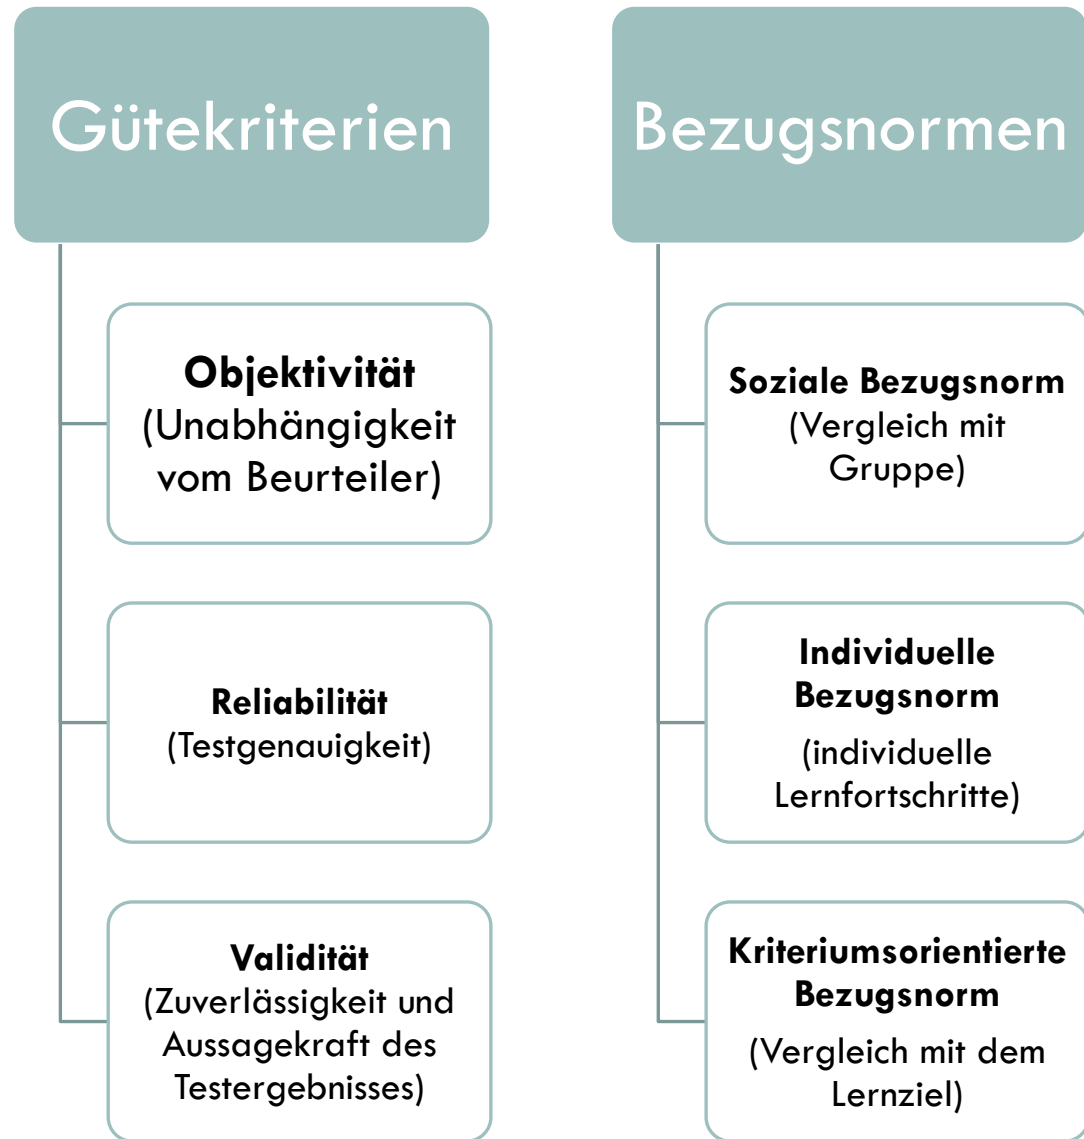 Gütekriterien
Objektivität
(Unabhängigkeit
vom Beurteiler)
Reliabilität
(Testgenauigkeit)
Validität
(Zuverlässigkeit und
Aussagekraft des
Testergebnisses)
Bezugsnormen
Soziale Bezugsnorm
(Vergleich mit
Gruppe)
Individuelle
Bezugsnorm
(individuelle
Lernfortschritte)
Kriteriumsorientierte
Bezugsnorm
(Vergleich mit dem
Lernziel)